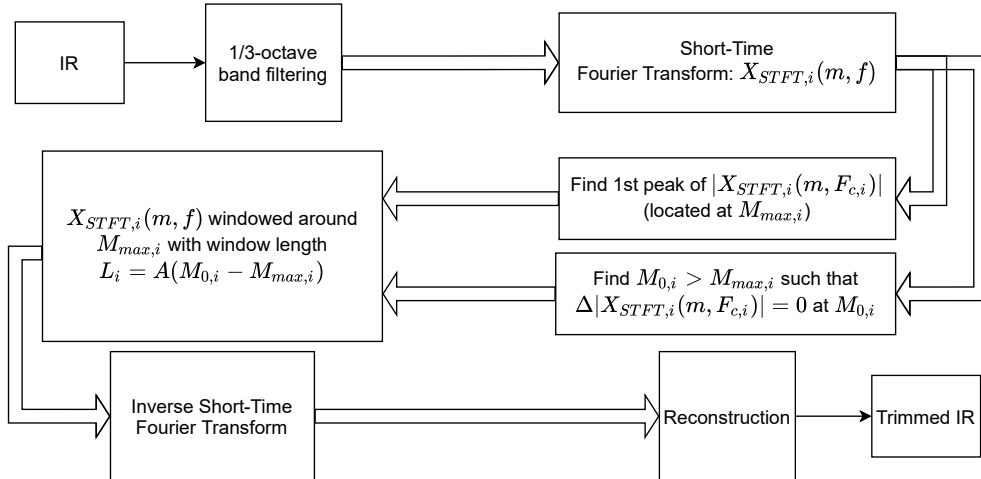 IR
1/3-octave
band filtering
Short-Time
Fourier Transform: $X_{STFT,i}(m, f)$
Find 1st peak of $|X_{STFT,i}(m, F_{c,i})|$
(located at $M_{max,i}$)
$X_{STFT,i}(m, f)$ windowed around
$M_{max,i}$ with window length
$L_i = A(M_{0,i} - M_{max,i})$
Find $M_{0,i} > M_{max,i}$ such that
$\Delta|X_{STFT,i}(m, F_{c,i})| = 0$ at $M_{0,i}$
Inverse Short-Time
Fourier Transform
Reconstruction
Trimmed IR